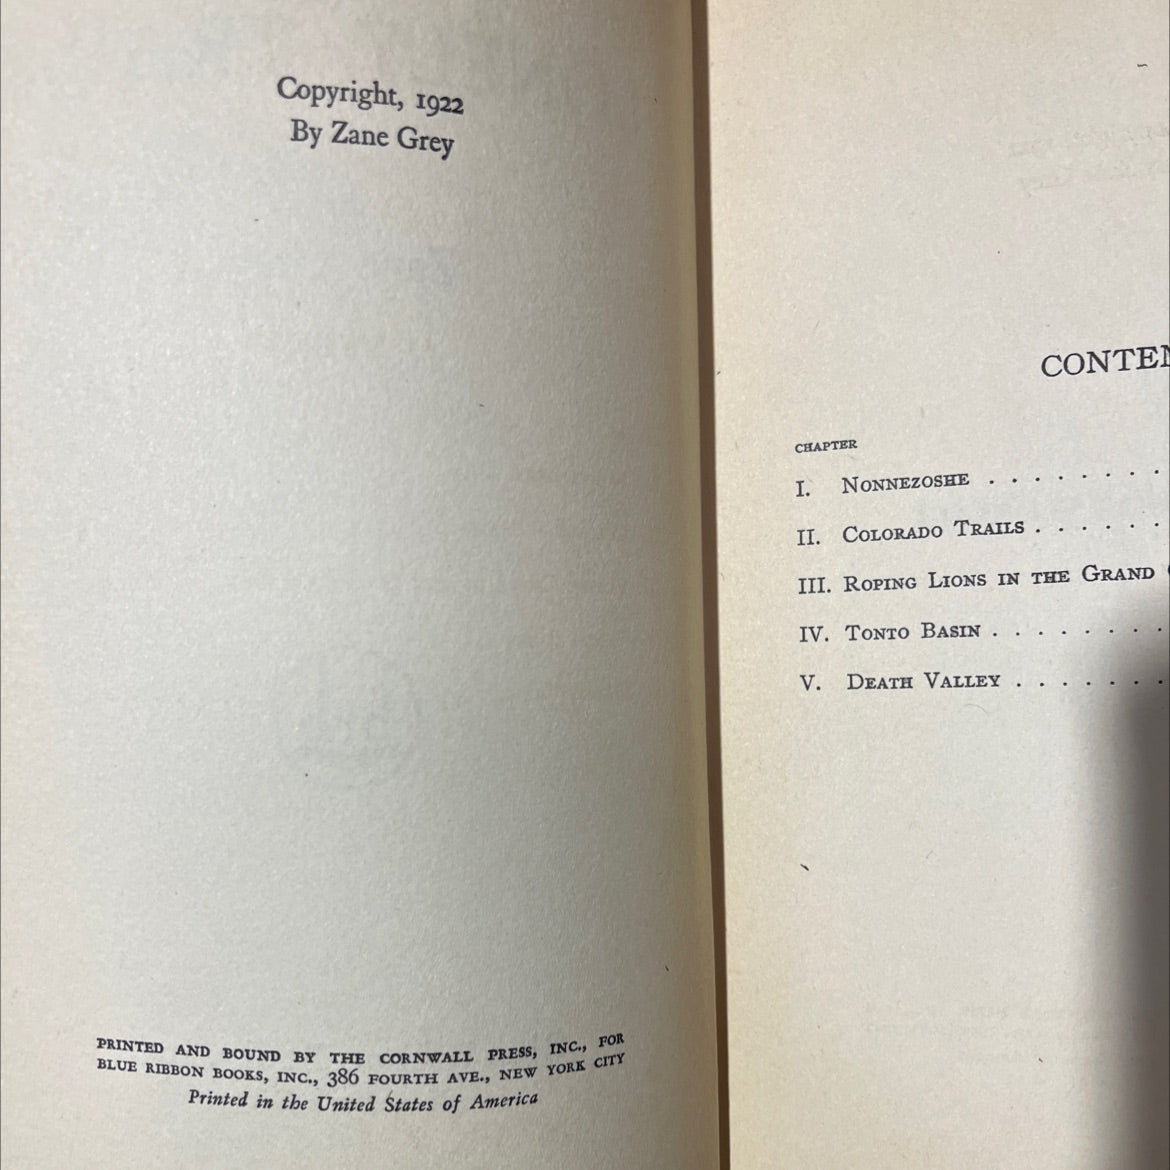 Copyright, 1922
By Zane Grey
PRINTED AND BOUND BY THE CORNWALL PRESS, INC., FOR
BLUE RIBBON BOOKS, INC., 386 FOURTH AVE., NEW YORK CITY
Printed in the United States of America
CONTEN
CHAPTER
I. NONNEZOSHE . . . . . . . .
II. COLORADO TRAILS . . . . . .
III. ROPING LIONS IN THE GRAND
IV. TONTO BASIN . . . . . . . .
V. DEATH VALLEY . . . . . . .